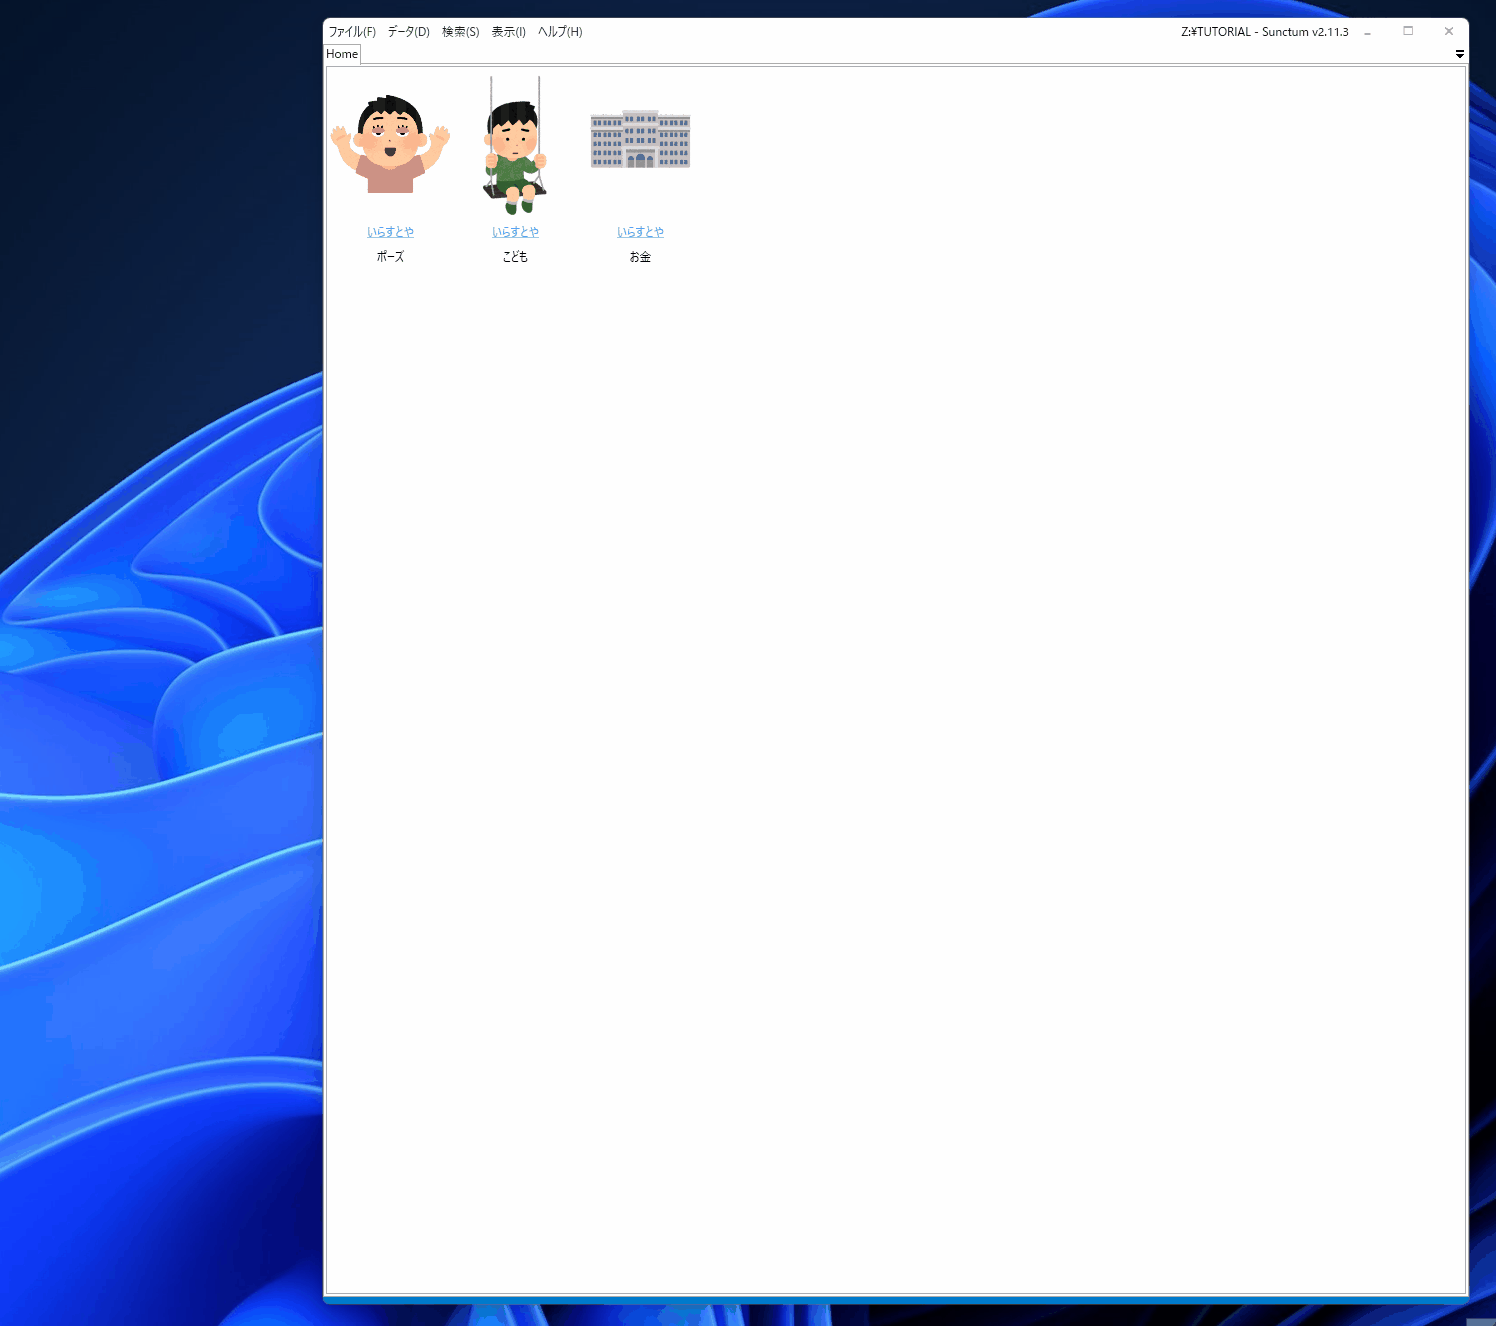 ファイル(F) データ(D) 検索(S) 表示(I) ヘルプ(H) Z:¥TUTORIAL - Sunctum v2.11.3
Home
いらすとや いらすとや いらすとや
ポーズ こども お金